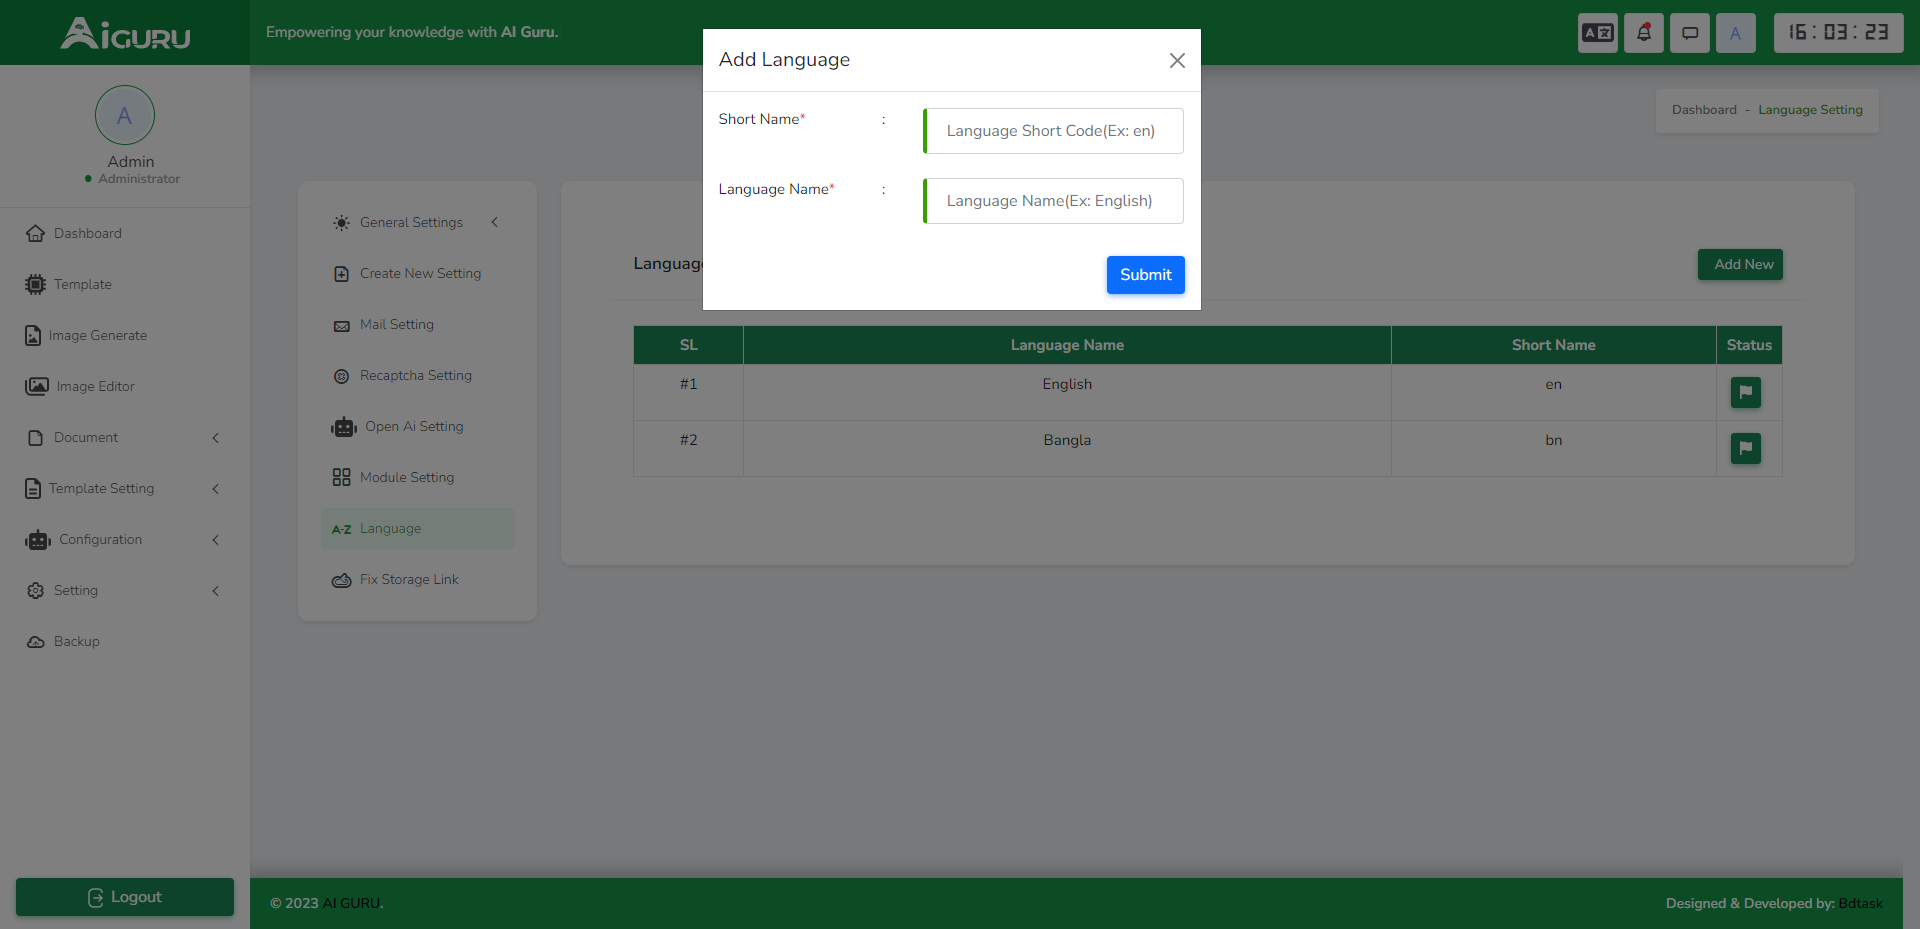 AiGURU
Empowering your knowledge with AI Guru.
A
16:03:23
A
Admin
Administrator
Dashboard
Template
Image Generate
Image Editor
Document
Template Setting
Configuration
Setting
Backup
Logout
Dashboard - Language Setting
General Settings
Create New Setting
Mail Setting
Recaptcha Setting
Open Ai Setting
Module Setting
A-Z Language
Fix Storage Link
Add Language
Short Name* : Language Short Code(Ex: en)
Language Name* : Language Name(Ex: English)
Submit
Language
Add New
SL Language Name Short Name Status
#1 English en
#2 Bangla bn
© 2023 AI GURU.
Designed & Developed by: Bdtask